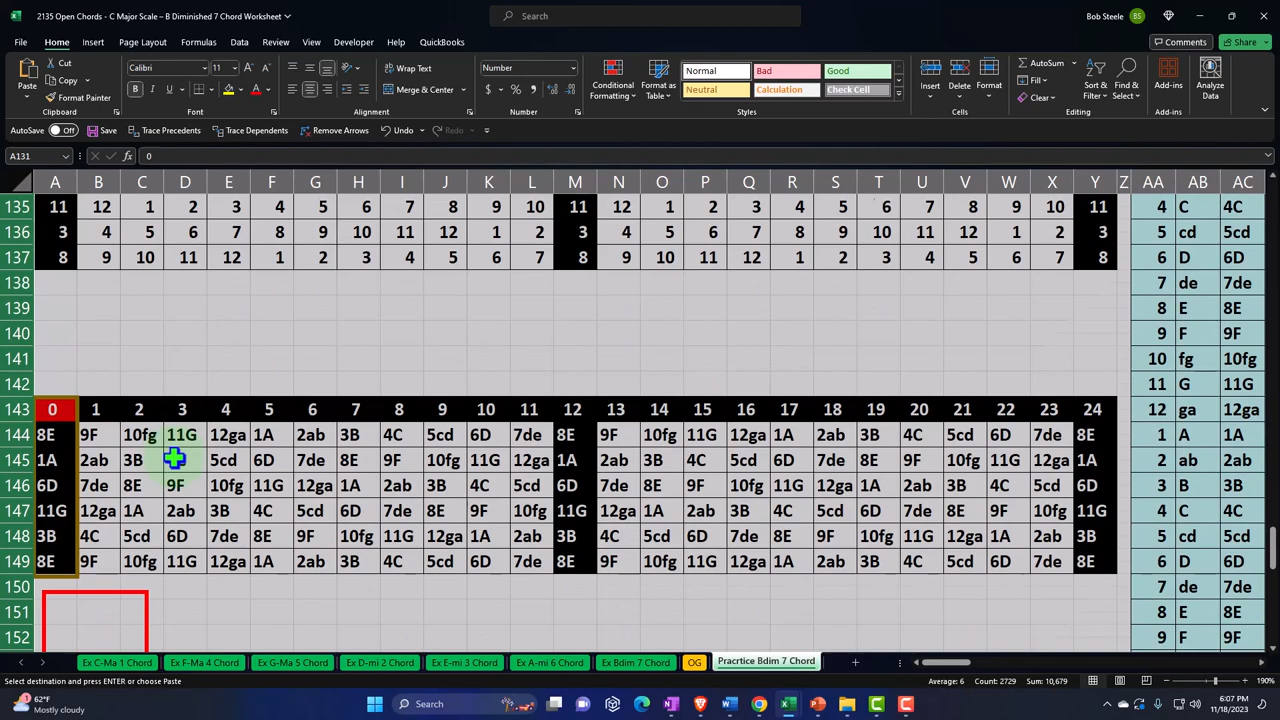 2135 Open Chords - C Major Scale – B Diminished 7 Chord Worksheet
Search
Bob Steele BS
File Home Insert Page Layout Formulas Data Review View Developer Help QuickBooks
Comments Share
Cut Calibri 11 Wrap Text Number Normal Bad Good AutoSum
Copy Neutral Calculation Check Cell Fill
Paste Format Painter Merge & Center Conditional Formatting Format as Table Insert Delete Format Clear Sort & Filter Find & Select Add-ins Analyze Data
Clipboard Font Alignment Number Styles Cells Editing Add-ins
AutoSave Off Save Trace Precedents Trace Dependents Remove Arrows Undo Redo
A131 fx 0
A B C D E F G H I J K L M N O P Q R S T U V W X Y Z AA AB AC
135 11 12 1 2 3 4 5 6 7 8 9 10 11 12 1 2 3 4 5 6 7 8 9 10 11 4 C 4C
136 3 4 5 6 7 8 9 10 11 12 1 2 3 4 5 6 7 8 9 10 11 12 1 2 3 5 cd 5cd
137 8 9 10 11 12 1 2 3 4 5 6 7 8 9 10 11 12 1 2 3 4 5 6 7 8 6 D 6D
138 7 de 7de
139 8 E 8E
140 9 F 9F
141 10 fg 10fg
142 11 G 11G
143 0 1 2 3 4 5 6 7 8 9 10 11 12 13 14 15 16 17 18 19 20 21 22 23 24 12 ga 12ga
144 8E 9F 10fg 11G 12ga 1A 2ab 3B 4C 5cd 6D 7de 8E 9F 10fg 11G 12ga 1A 2ab 3B 4C 5cd 6D 7de 8E 1 A 1A
145 1A 2ab 3B 5cd 6D 7de 8E 9F 10fg 11G 12ga 1A 2ab 3B 4C 5cd 6D 7de 8E 9F 10fg 11G 12ga 1A 2 ab 2ab
146 6D 7de 8E 9F 10fg 11G 12ga 1A 2ab 3B 4C 5cd 6D 7de 8E 9F 10fg 11G 12ga 1A 2ab 3B 4C 5cd 6D 3 B 3B
147 11G 12ga 1A 2ab 3B 4C 5cd 6D 7de 8E 9F 10fg 11G 12ga 1A 2ab 3B 4C 5cd 6D 7de 8E 9F 10fg 11G 4 C 4C
148 3B 4C 5cd 6D 7de 8E 9F 10fg 11G 12ga 1A 2ab 3B 4C 5cd 6D 7de 8E 9F 10fg 11G 12ga 1A 2ab 3B 5 cd 5cd
149 8E 9F 10fg 11G 12ga 1A 2ab 3B 4C 5cd 6D 7de 8E 9F 10fg 11G 12ga 1A 2ab 3B 4C 5cd 6D 7de 8E 6 D 6D
150 7 de 7de
151 8 E 8E
152 9 F 9F
Ex C-Ma 1 Chord Ex F-Ma 4 Chord Ex G-Ma 5 Chord Ex D-mi 2 Chord Ex E-mi 3 Chord Ex A-mi 6 Chord Ex Bdim 7 Chord OG Pracrtice Bdim 7 Chord
Select destination and press ENTER or choose Paste Average: 6 Count: 2729 Sum: 10,679 190%
62°F
Mostly cloudy
Search
6:07 PM
11/18/2023